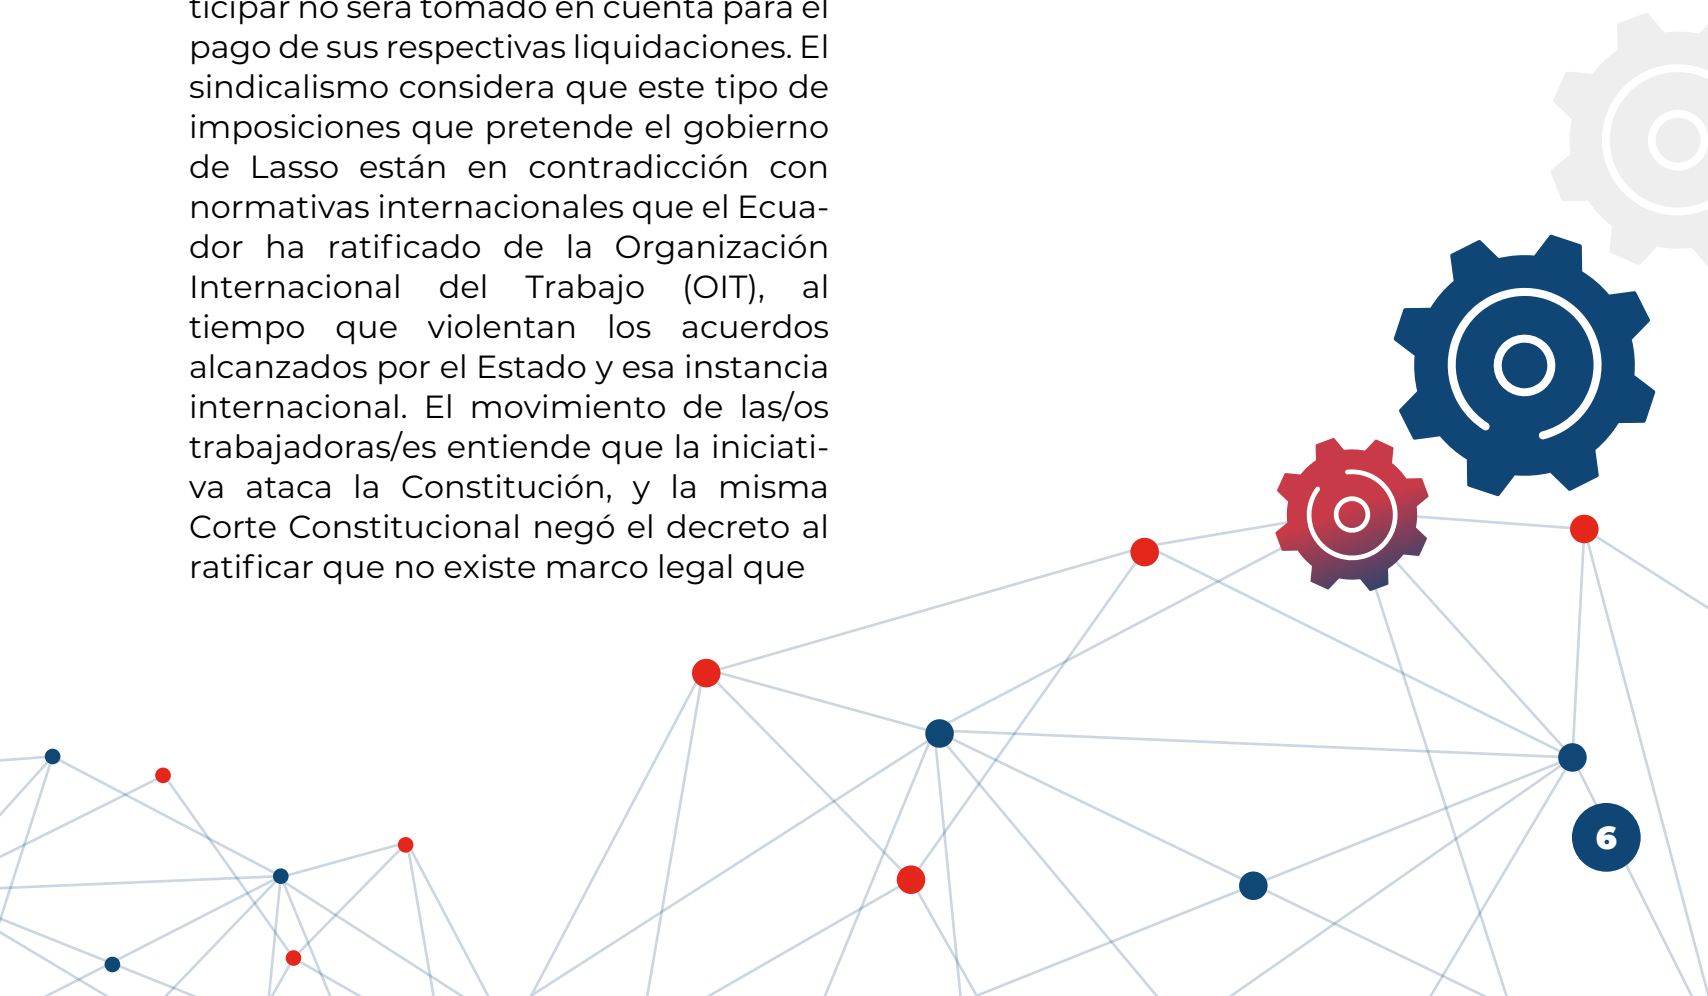 ticipar no será tomado en cuenta para el
pago de sus respectivas liquidaciones. El
sindicalismo considera que este tipo de
imposiciones que pretende el gobierno
de Lasso están en contradicción con
normativas internacionales que el Ecua-
dor ha ratificado de la Organización
Internacional del Trabajo (OIT), al
tiempo que violentan los acuerdos
alcanzados por el Estado y esa instancia
internacional. El movimiento de las/os
trabajadoras/es entiende que la iniciati-
va ataca la Constitución, y la misma
Corte Constitucional negó el decreto al
ratificar que no existe marco legal que
6